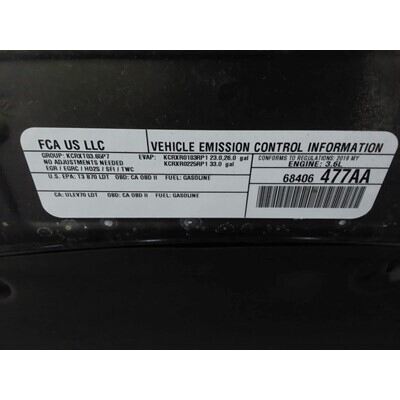 FCA US LLC
VEHICLE EMISSION CONTROL INFORMATION
GROUP: KCRXT03.65P7
EVAP: KCRXR0183RP1 23.0,26.0 gal
KCRXR0225RP1 33.0 gal
CONFORMS TO REGULATIONS: 2019 MY
NO ADJUSTMENTS NEEDED
EGR / EGRC / HO2S / SFI / TWC
ENGINE: 3.6L
U.S. EPA: T3 B70 LDT OBD: CA OBD II FUEL: GASOLINE
68406 477AA
CA: ULEV70 LDT OBD: CA OBD II FUEL: GASOLINE